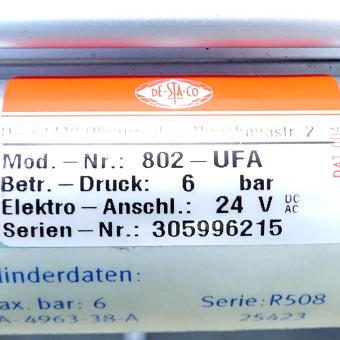 DE-STA-CO
Mod.-Nr.: 802-UFA
Betr.-Druck: 6 bar
Elektro-Anschl.: 24 V DC AC
Serien-Nr.: 305996215
linderdaten:
ax. bar: 6 Serie: R508
A-4963-38-A 25423